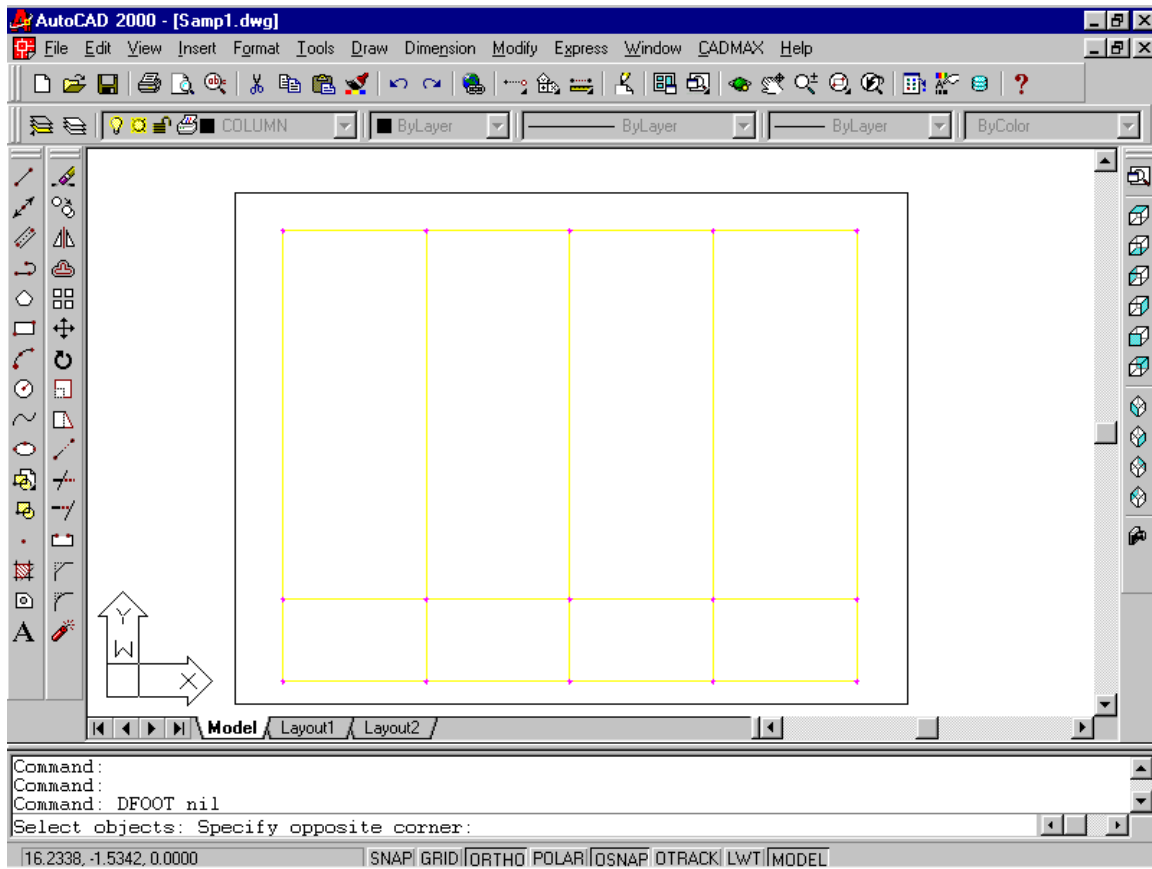 AutoCAD 2000 - [Samp1.dwg]
File Edit View Insert Format Tools Draw Dimension Modify Express Window CADMAX Help
COLUMN ByLayer ByLayer ByLayer ByColor
A
Y
W
X
Model Layout1 Layout2
Command:
Command:
Command: DFOOT nil
Select objects: Specify opposite corner:
16.2338, -1.5342, 0.0000 SNAP GRID ORTHO POLAR OSNAP OTRACK LWT MODEL